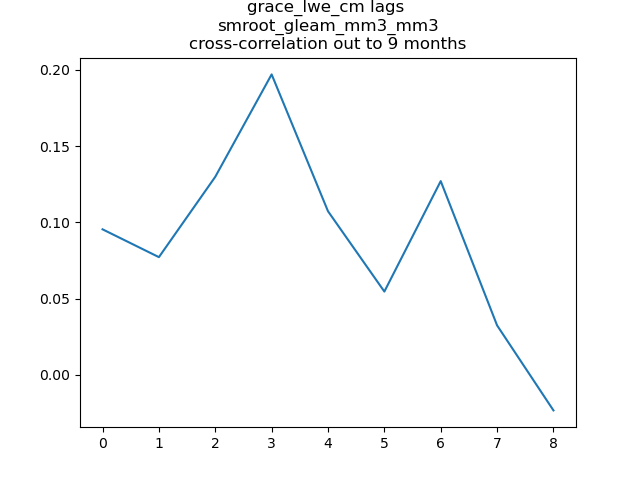 grace_lwe_cm lags
smroot_gleam_mm3_mm3
cross-correlation out to 9 months
0.20
0.15
0.10
0.05
0.00
0 1 2 3 4 5 6 7 8